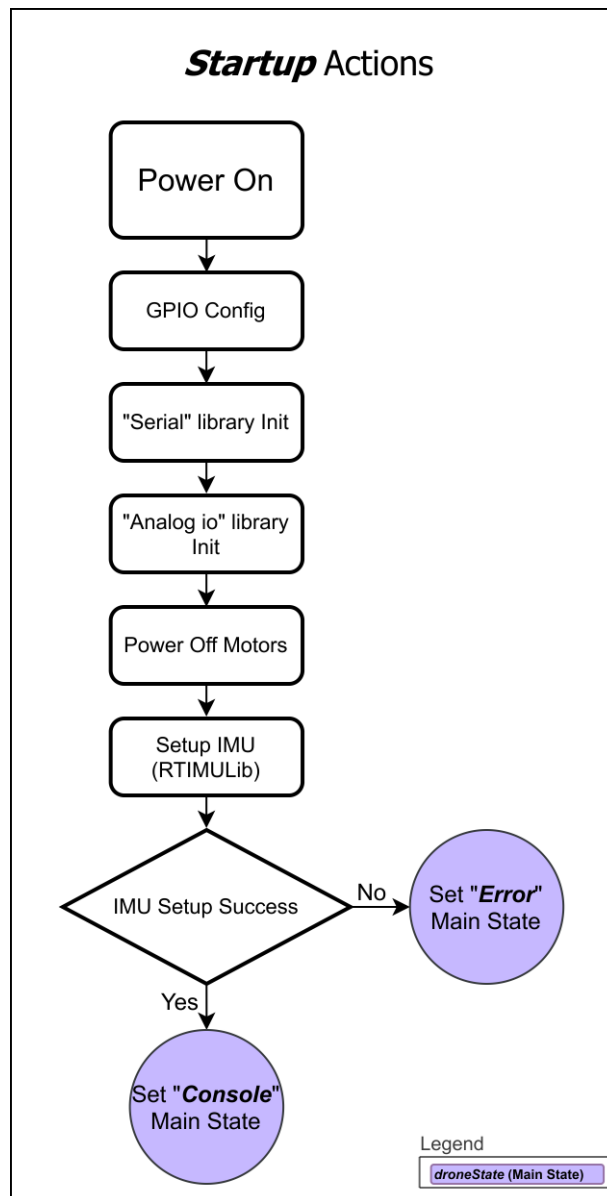 Startup Actions
Power On
GPIO Config
"Serial" library Init
"Analog io" library
Init
Power Off Motors
Setup IMU
(RTIMULib)
IMU Setup Success
No
Set "Error"
Main State
Yes
Set "Console"
Main State
Legend
droneState (Main State)